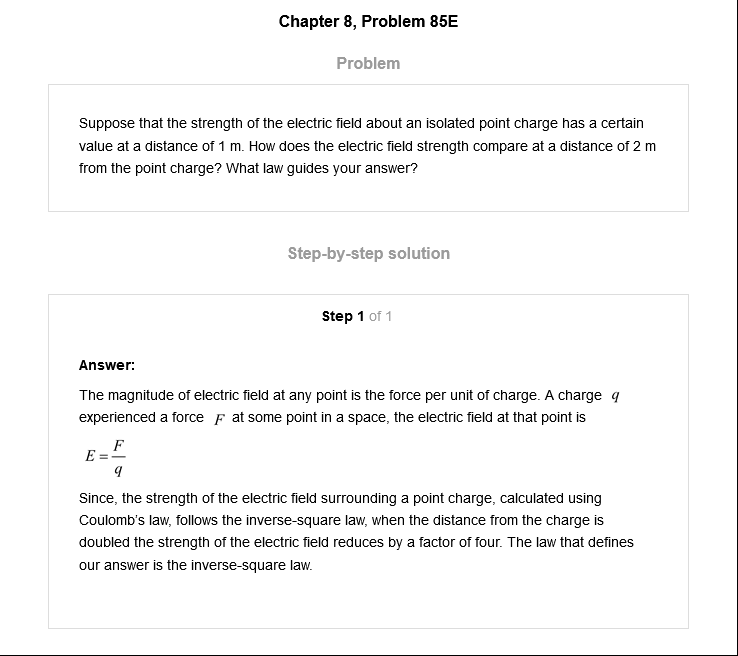 Chapter 8, Problem 85E
Problem
Suppose that the strength of the electric field about an isolated point charge has a certain
value at a distance of 1 m. How does the electric field strength compare at a distance of 2 m
from the point charge? What law guides your answer?
Step-by-step solution
Step 1 of 1
Answer:
The magnitude of electric field at any point is the force per unit of charge. A charge q
experienced a force F at some point in a space, the electric field at that point is
E = F/q
Since, the strength of the electric field surrounding a point charge, calculated using
Coulomb's law, follows the inverse-square law, when the distance from the charge is
doubled the strength of the electric field reduces by a factor of four. The law that defines
our answer is the inverse-square law.